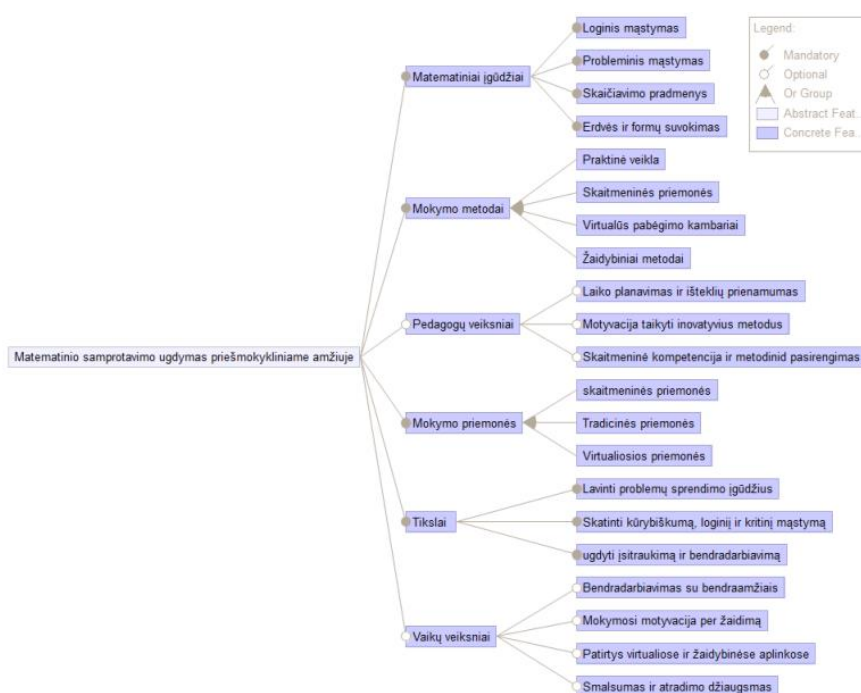 Matematinio samprotavimo ugdymas priešmokykliniame amžiuje
Matematiniai įgūdžiai
Loginis mąstymas
Probleminis mąstymas
Skaičiavimo pradmenys
Erdvės ir formų suvokimas
Mokymo metodai
Praktinė veikla
Skaitmeninės priemonės
Virtualūs pabėgimo kambariai
Žaidybiniai metodai
Pedagogų veiksniai
Laiko planavimas ir išteklių prienamumas
Motyvacija taikyti inovatyvius metodus
Skaitmeninė kompetencija ir metodinid pasirengimas
Mokymo priemonės
skaitmeninės priemonės
Tradicinės priemonės
Virtualiosios priemonės
Tikslai
Lavinti problemų sprendimo įgūdžius
Skatinti kūrybiškumą, loginij ir kritinį mąstymą
ugdyti įsitraukimą ir bendradarbiavimą
Vaikų veiksniai
Bendradarbiavimas su bendraamžiais
Mokymosi motyvacija per žaidimą
Patirtys virtualiose ir žaidybinėse aplinkose
Smalsumas ir atradimo džiaugsmas
Legend:
Mandatory
Optional
Or Group
Abstract Feat..
Concrete Fea..